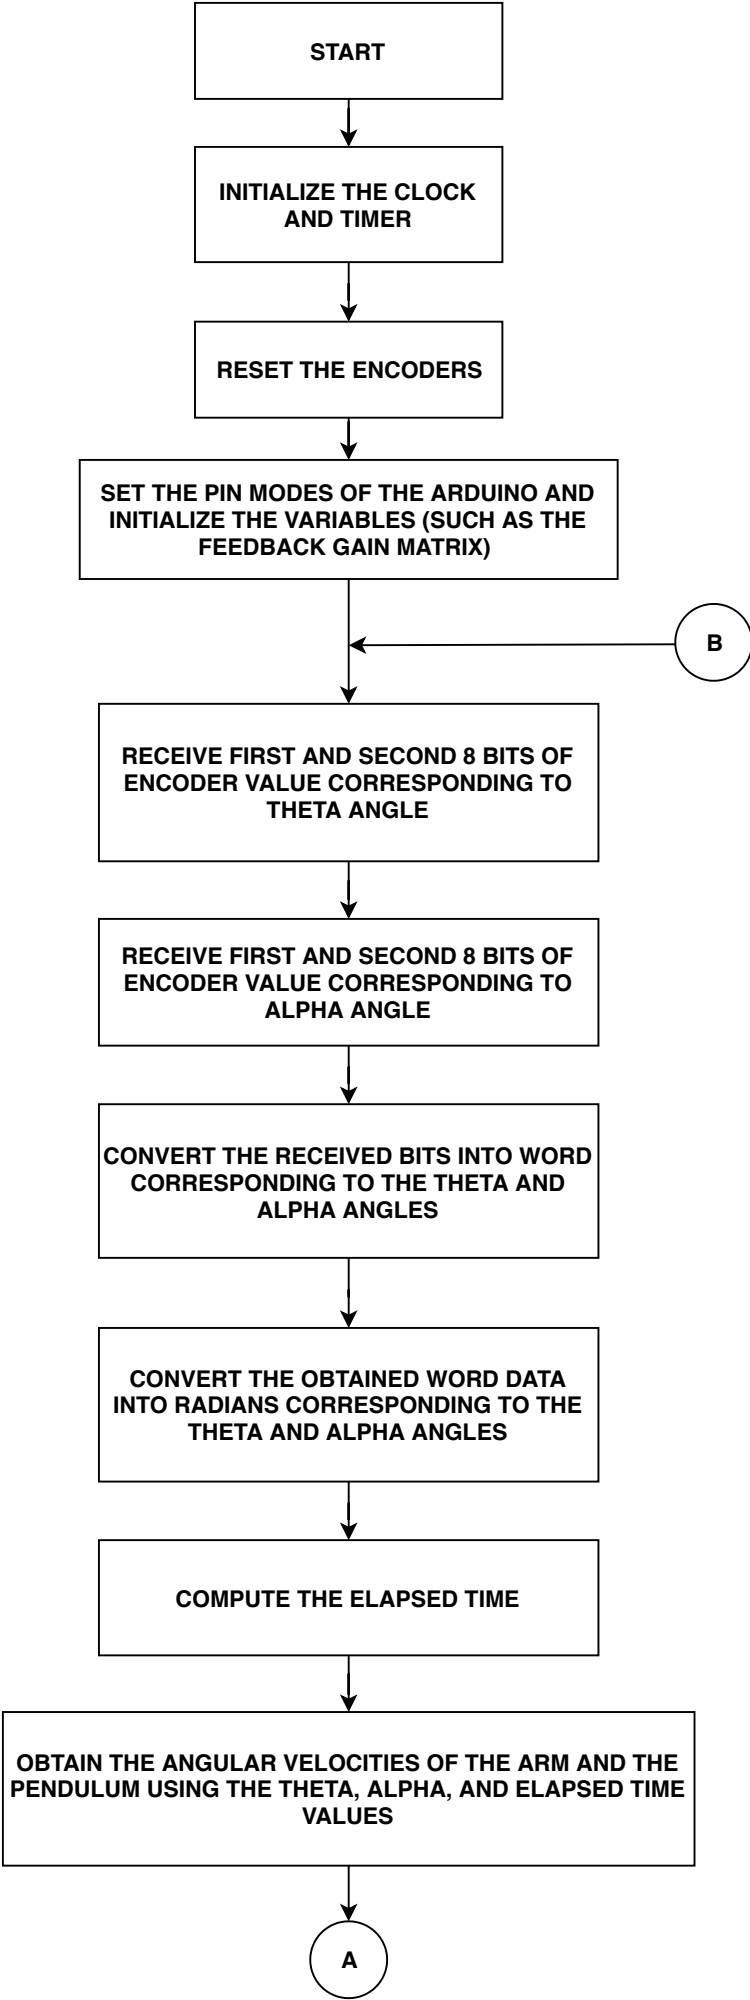 START
INITIALIZE THE CLOCK
AND TIMER
RESET THE ENCODERS
SET THE PIN MODES OF THE ARDUINO AND
INITIALIZE THE VARIABLES (SUCH AS THE
FEEDBACK GAIN MATRIX)
B
RECEIVE FIRST AND SECOND 8 BITS OF
ENCODER VALUE CORRESPONDING TO
THETA ANGLE
RECEIVE FIRST AND SECOND 8 BITS OF
ENCODER VALUE CORRESPONDING TO
ALPHA ANGLE
CONVERT THE RECEIVED BITS INTO WORD
CORRESPONDING TO THE THETA AND
ALPHA ANGLES
CONVERT THE OBTAINED WORD DATA
INTO RADIANS CORRESPONDING TO THE
THETA AND ALPHA ANGLES
COMPUTE THE ELAPSED TIME
OBTAIN THE ANGULAR VELOCITIES OF THE ARM AND THE
PENDULUM USING THE THETA, ALPHA, AND ELAPSED TIME
VALUES
A